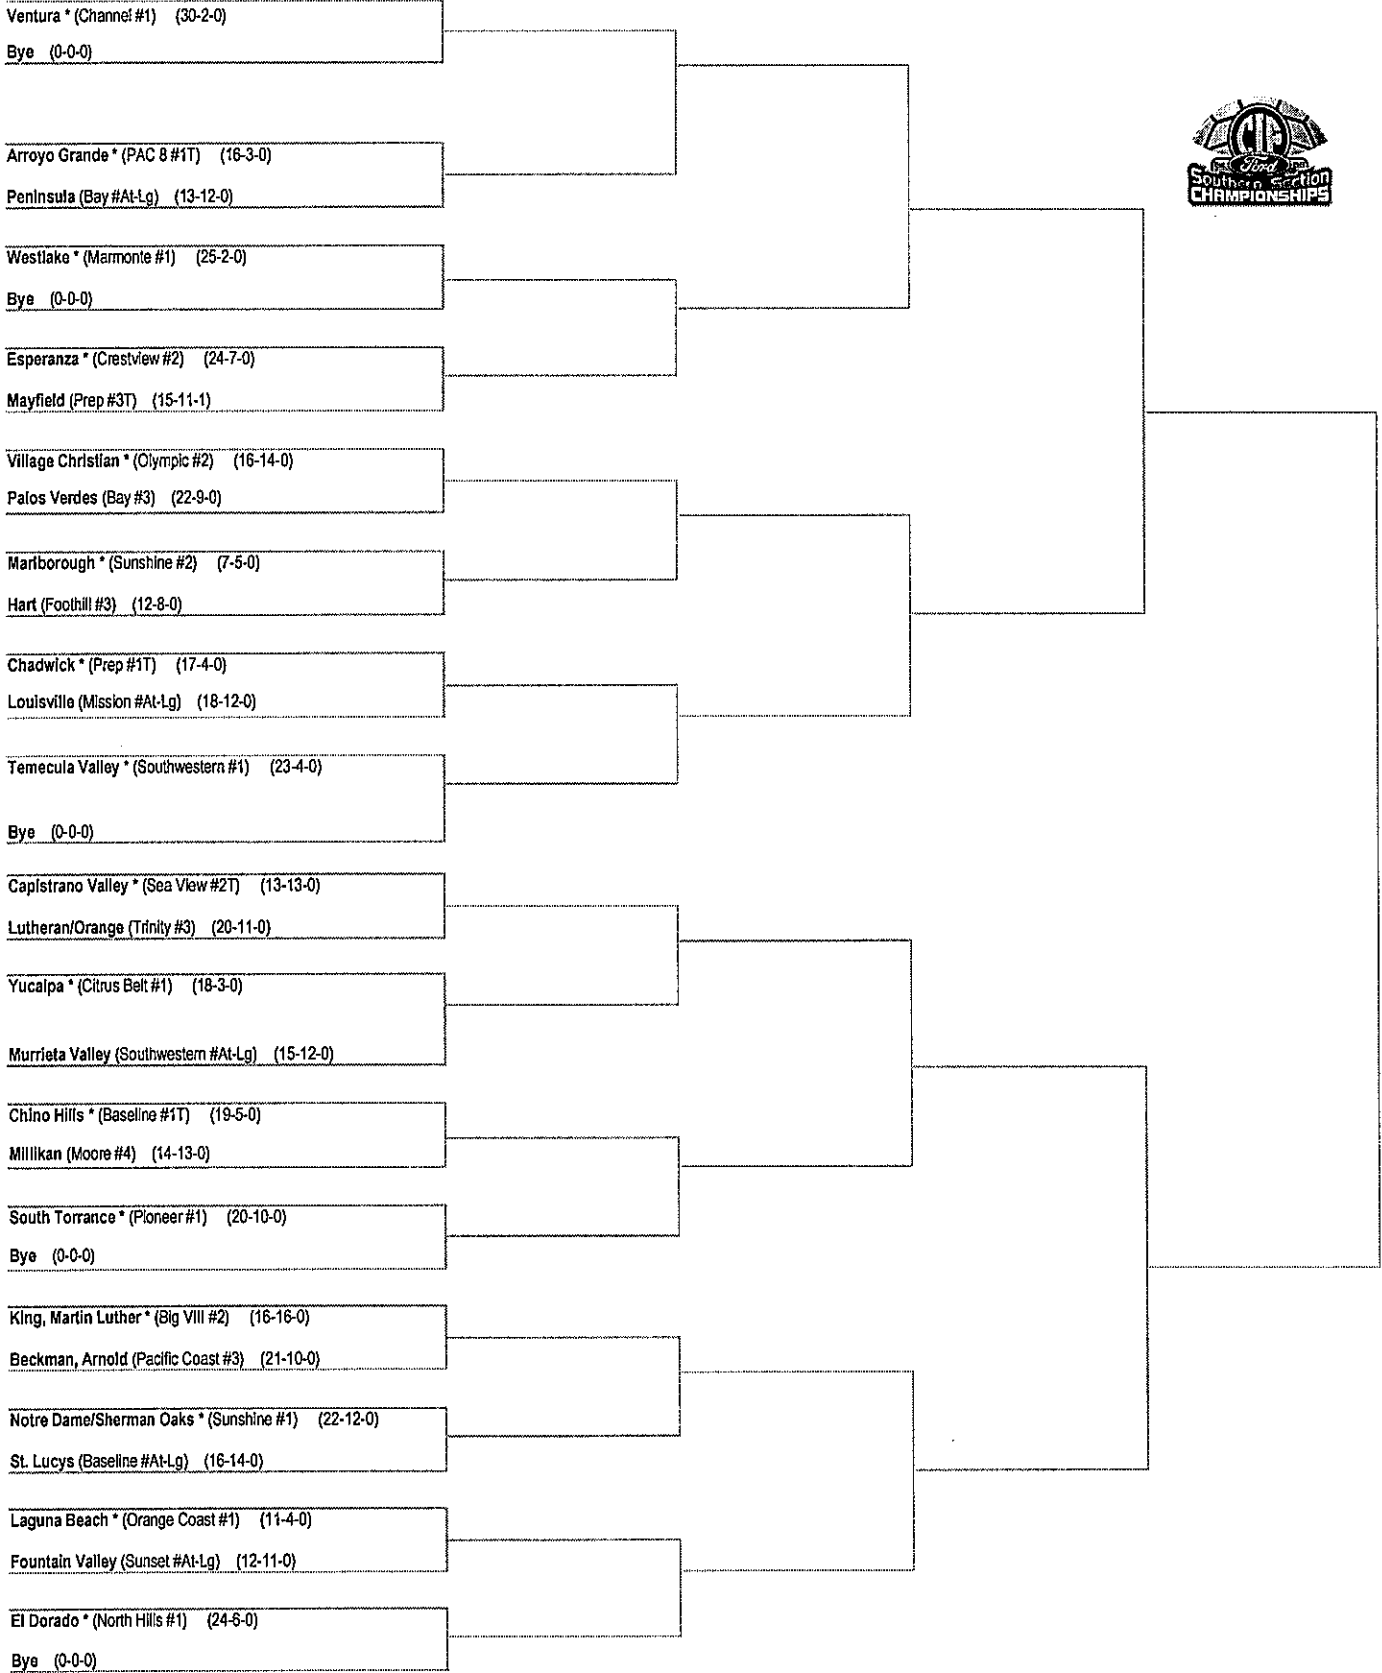 Ventura * (Channel #1) (30-2-0)
Bye (0-0-0)
CIF
Ford
Southern Section
CHAMPIONSHIPS
Arroyo Grande * (PAC 8 #1T) (16-3-0)
Peninsula (Bay #At-Lg) (13-12-0)
Westlake * (Marmonte #1) (25-2-0)
Bye (0-0-0)
Esperanza * (Crestview #2) (24-7-0)
Mayfield (Prep #3T) (15-11-1)
Village Christian * (Olympic #2) (16-14-0)
Palos Verdes (Bay #3) (22-9-0)
Marlborough * (Sunshine #2) (7-5-0)
Hart (Foothill #3) (12-8-0)
Chadwick * (Prep #1T) (17-4-0)
Louisville (Mission #At-Lg) (18-12-0)
Temecula Valley * (Southwestern #1) (23-4-0)
Bye (0-0-0)
Capistrano Valley * (Sea View #2T) (13-13-0)
Lutheran/Orange (Trinity #3) (20-11-0)
Yucaipa * (Citrus Belt #1) (18-3-0)
Murrieta Valley (Southwestern #At-Lg) (15-12-0)
Chino Hills * (Baseline #1T) (19-5-0)
Millikan (Moore #4) (14-13-0)
South Torrance * (Pioneer #1) (20-10-0)
Bye (0-0-0)
King, Martin Luther * (Big VIII #2) (16-16-0)
Beckman, Arnold (Pacific Coast #3) (21-10-0)
Notre Dame/Sherman Oaks * (Sunshine #1) (22-12-0)
St. Lucys (Baseline #At-Lg) (16-14-0)
Laguna Beach * (Orange Coast #1) (11-4-0)
Fountain Valley (Sunset #At-Lg) (12-11-0)
El Dorado * (North Hills #1) (24-6-0)
Bye (0-0-0)